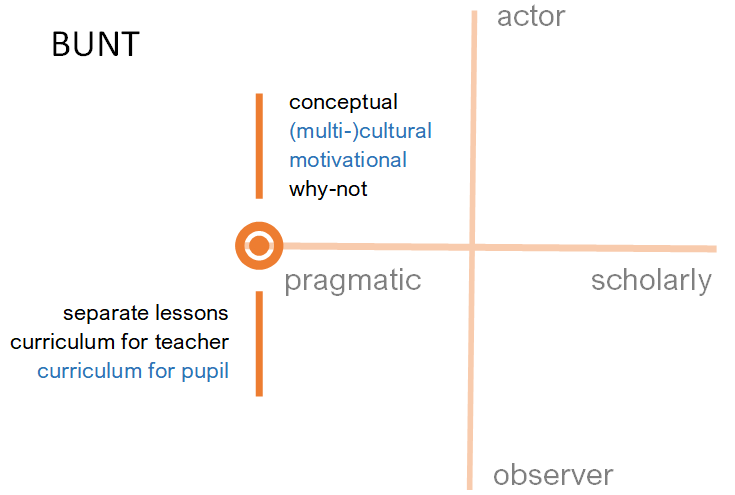 BUNT
actor
conceptual
(multi-)cultural
motivational
why-not
pragmatic
scholarly
separate lessons
curriculum for teacher
curriculum for pupil
observer